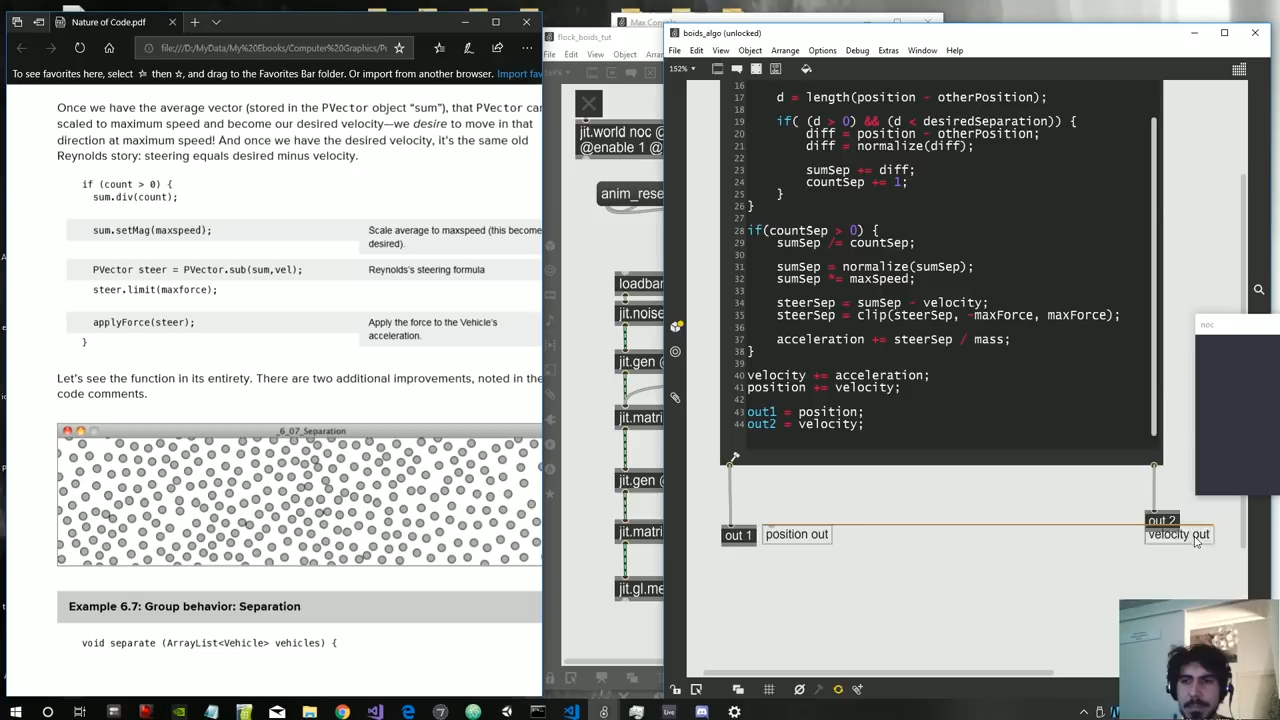 Nature of Code.pdf
file:///D:/MyData/My%20Ebooks/Computer%20Graphics/P
To see favorites here, select ☆ then ☆, and drag to the Favorites Bar folder. Or import from another browser. Import fav
Once we have the average vector (stored in the PVector object “sum”), that PVector
scaled to maximum speed and become our desired velocity—we desire to move in that
direction at maximum speed! And once we have the desired velocity, it's the same old
Reynolds story: steering equals desired minus velocity.
if (count > 0) {
sum.div(count);
sum.setMag(maxspeed);
Scale average to maxspeed (this become
desired).
PVector steer = PVector.sub(sum,vel);
Reynolds's steering formula
steer.limit(maxforce);
applyForce(steer);
Apply the force to the Vehicle's
acceleration.
}
Let's see the function in its entirety. There are two additional improvements, noted in the
code comments.
_6_07_Separation
Example 6.7: Group behavior: Separation
void separate (ArrayList<Vehicle> vehicles) {
Max Conso
flock_boids_tut
File Edit View Object Arra
jit.world noc @
@enable 1 @
anim_rese
loadba
jit.noise
jit.gen @
jit.matri
jit.gen @
jit.matri
jit.gl.me
boids_algo (unlocked)
File Edit View Object Arrange Options Debug Extras Window Help
152%
16
17 d = length(position - otherPosition);
18
19 if( (d > 0) && (d < desiredSeparation)) {
20 diff = position - otherPosition;
21 diff = normalize(diff);
22
23 sumSep += diff;
24 countSep += 1;
25 }
26 }
27
28 if(countSep > 0) {
29 sumSep /= countSep;
30
31 sumSep = normalize(sumSep);
32 sumSep *= maxSpeed;
33
34 steerSep = sumSep - velocity;
35 steerSep = clip(steerSep, -maxForce, maxForce);
36
37 acceleration += steerSep / mass;
38 }
39
40 velocity += acceleration;
41 position += velocity;
42
43 out1 = position;
44 out2 = velocity;
out 1
position out
out 2
velocity out
noc
Live